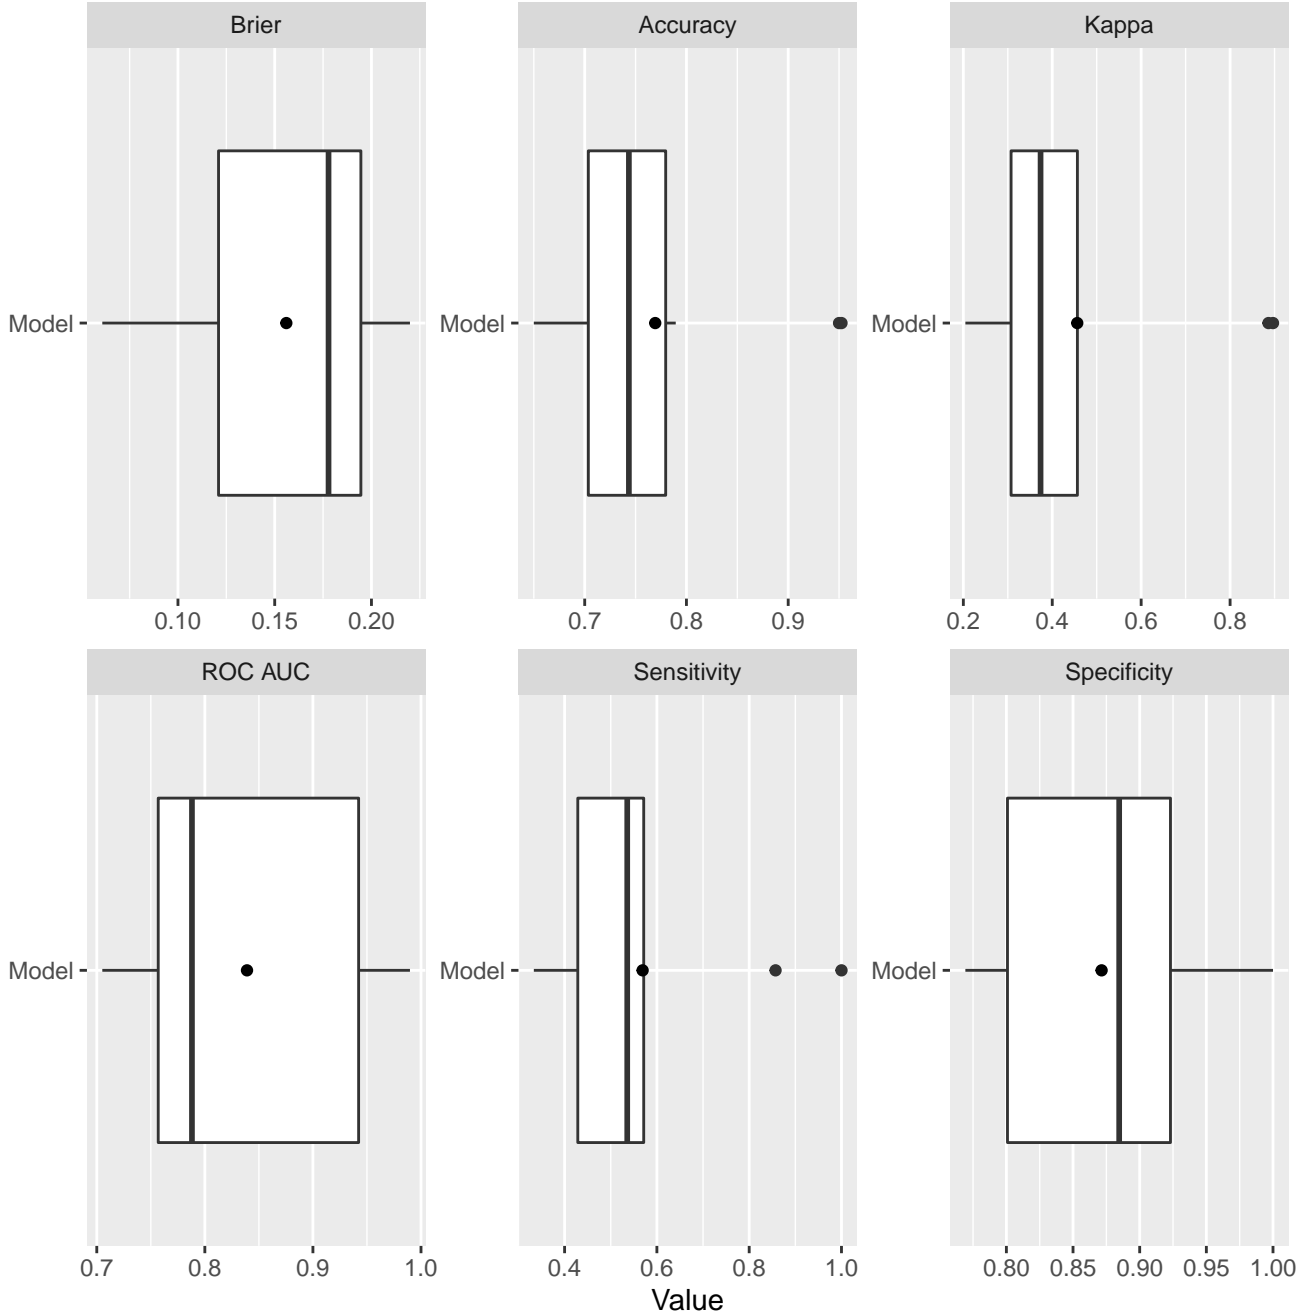 Brier Accuracy Kappa
Model Model Model
0.10 0.15 0.20 0.7 0.8 0.9 0.2 0.4 0.6 0.8
ROC AUC Sensitivity Specificity
Model Model Model
0.7 0.8 0.9 1.0 0.4 0.6 0.8 1.0 0.80 0.85 0.90 0.95 1.00
Value